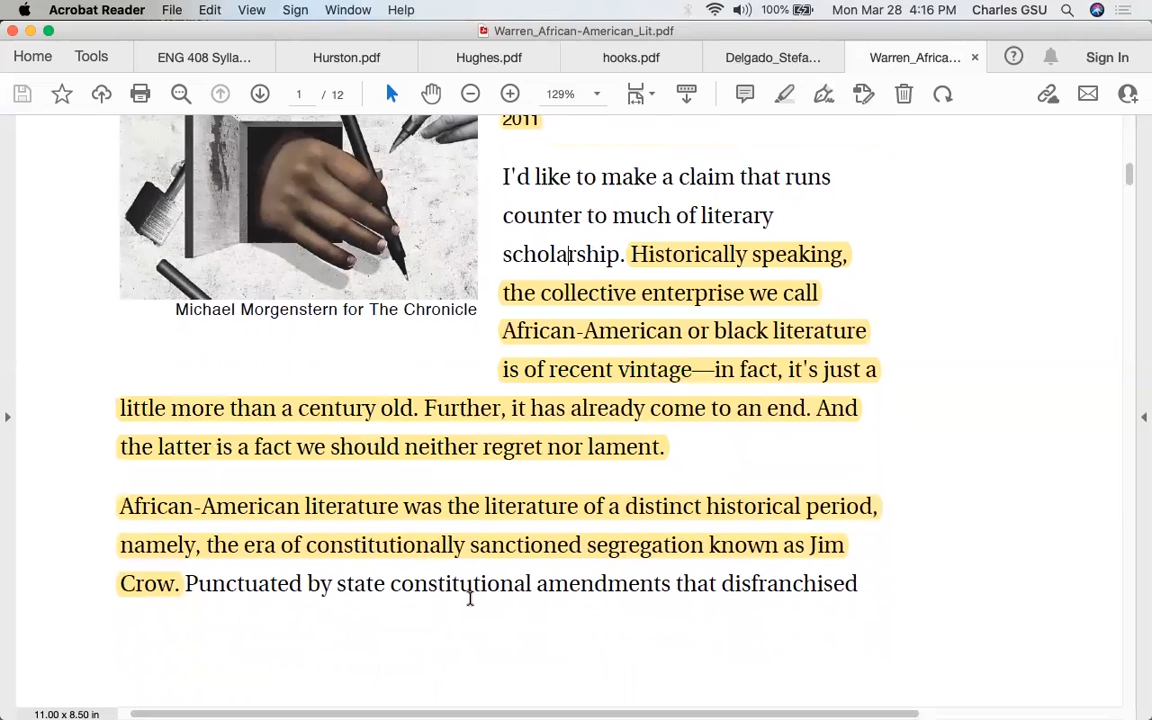 Acrobat Reader File Edit View Sign Window Help 100% Mon Mar 28 4:16 PM Charles GSU
Warren_African-American_Lit.pdf
Home Tools ENG 408 Sylla... Hurston.pdf Hughes.pdf hooks.pdf Delgado_Stefa... Warren_Africa... × Sign In
1 / 12 129%
2011
I'd like to make a claim that runs
counter to much of literary
scholarship. Historically speaking,
the collective enterprise we call
African-American or black literature
is of recent vintage—in fact, it's just a
Michael Morgenstern for The Chronicle
little more than a century old. Further, it has already come to an end. And
the latter is a fact we should neither regret nor lament.
African-American literature was the literature of a distinct historical period,
namely, the era of constitutionally sanctioned segregation known as Jim
Crow. Punctuated by state constitutional amendments that disfranchised
11.00 x 8.50 in